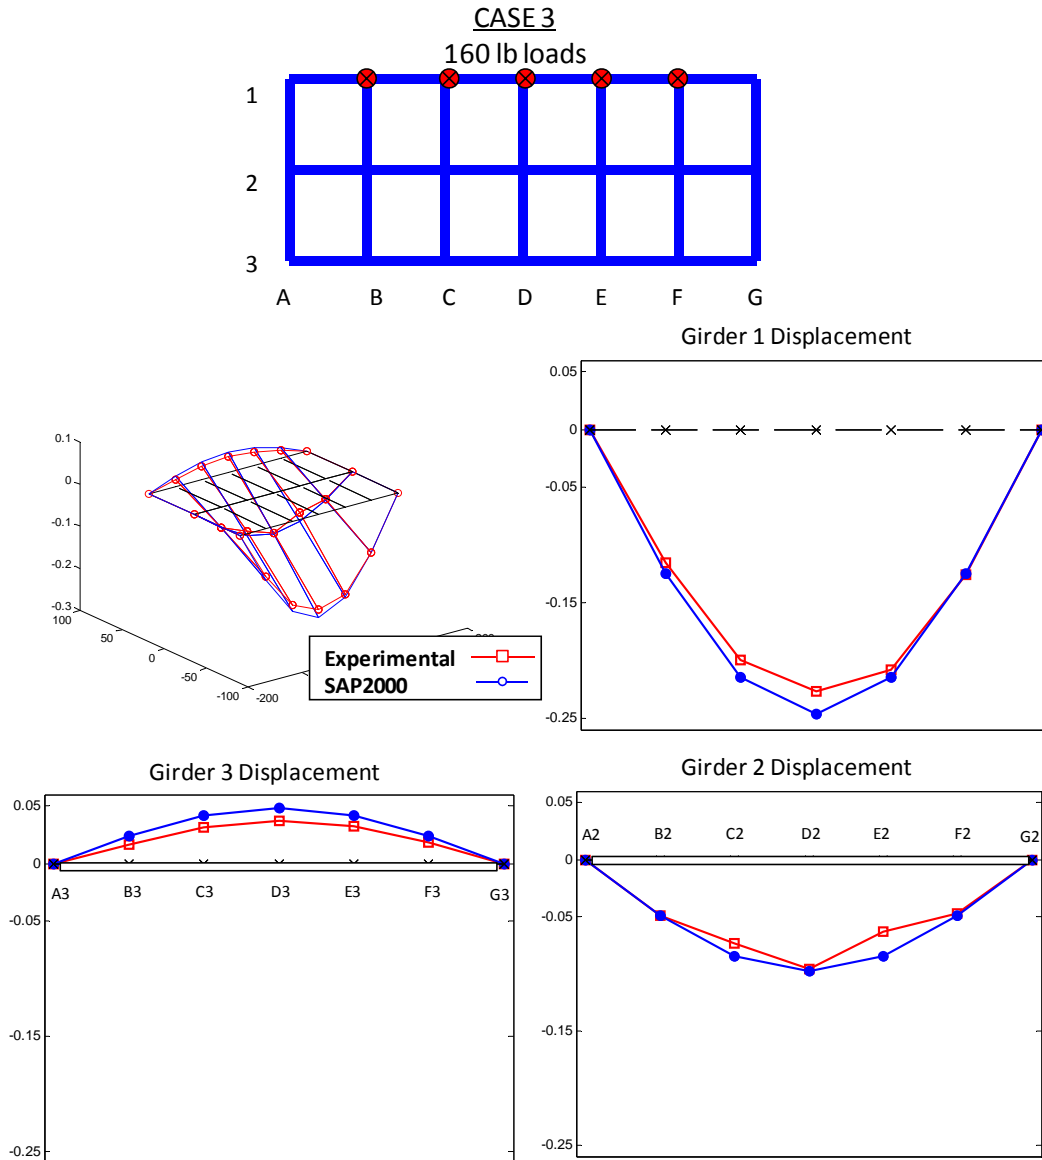 CASE 3
160 lb loads
1
2
3
A B C D E F G
Girder 1 Displacement
0.05
0
-0.05
-0.15
-0.25
0.1
0
-0.1
-0.2
-0.3
100
50
0
-50
-100
-200
Experimental
SAP2000
Girder 3 Displacement
0.05
0
-0.05
-0.15
-0.25
A3 B3 C3 D3 E3 F3 G3
Girder 2 Displacement
0.05
0
-0.05
-0.15
-0.25
A2 B2 C2 D2 E2 F2 G2